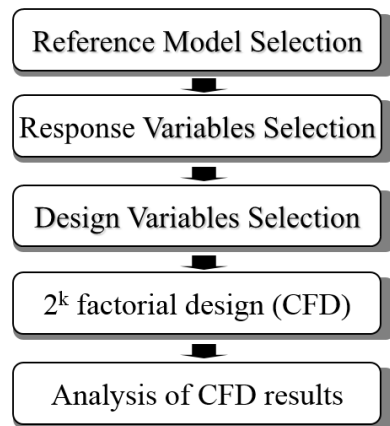 Reference Model Selection
Response Variables Selection
Design Variables Selection
2ᵏ factorial design (CFD)
Analysis of CFD results